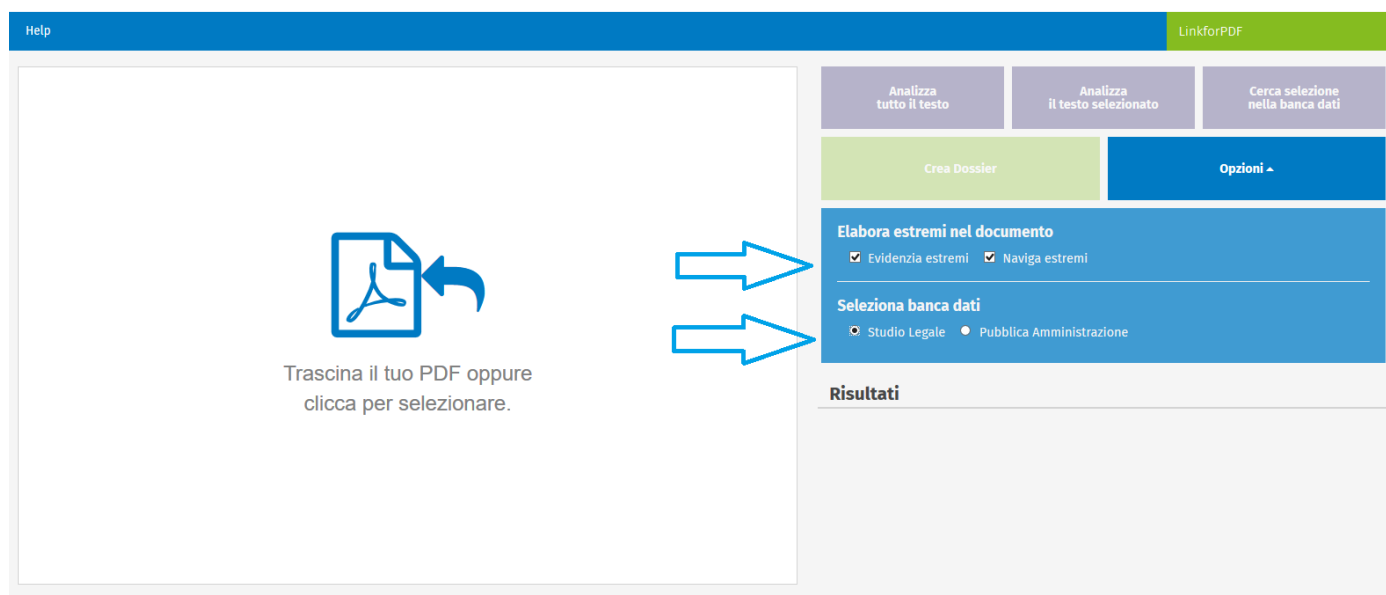 Help
LinkforPDF
Analizza
tutto il testo
Analizza
il testo selezionato
Cerca selezione
nella banca dati
Crea Dossier
Opzioni
Elabora estremi nel documento
Evidenzia estremi
Naviga estremi
Seleziona banca dati
Studio Legale
Pubblica Amministrazione
Trascina il tuo PDF oppure
clicca per selezionare.
Risultati